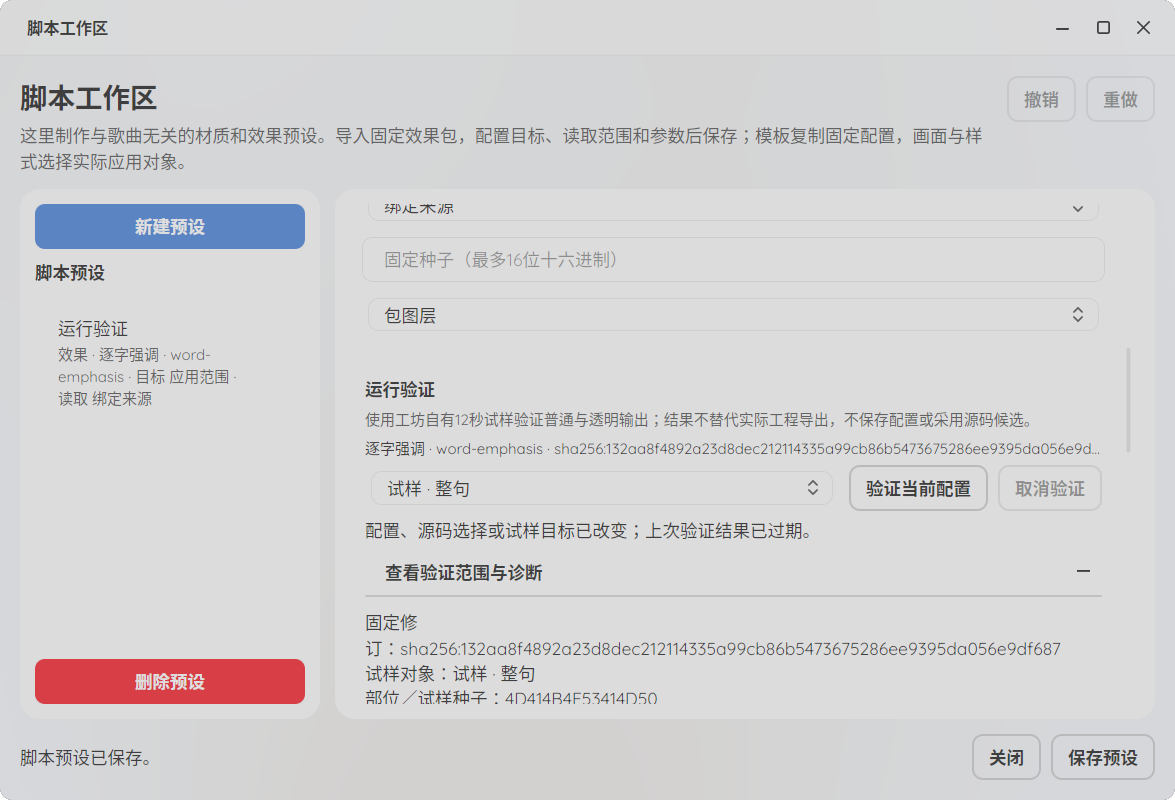 脚本工作区
脚本工作区
撤销
重做
这里制作与歌曲无关的材质和效果预设。导入固定效果包，配置目标、读取范围和参数后保存；模板复制固定配置，画面与样
式选择实际应用对象。
新建预设
脚本预设
运行验证
效果 · 逐字强调 · word-
emphasis · 目标 应用范围 ·
读取 绑定来源
删除预设
绑定来源
固定种子（最多16位十六进制）
包图层
运行验证
使用工坊自有12秒试样验证普通与透明输出；结果不替代实际工程导出，不保存配置或采用源码候选。
逐字强调 · word-emphasis · sha256:132aa8f4892a23d8dec212114335a99cb86b5473675286ee9395da056e9d...
试样 · 整句
验证当前配置
取消验证
配置、源码选择或试样目标已改变；上次验证结果已过期。
查看验证范围与诊断
固定修
订：sha256:132aa8f4892a23d8dec212114335a99cb86b5473675286ee9395da056e9df687
试样对象：试样 · 整句
部位／试样种子：4D414B4E53414D50
脚本预设已保存。
关闭
保存预设